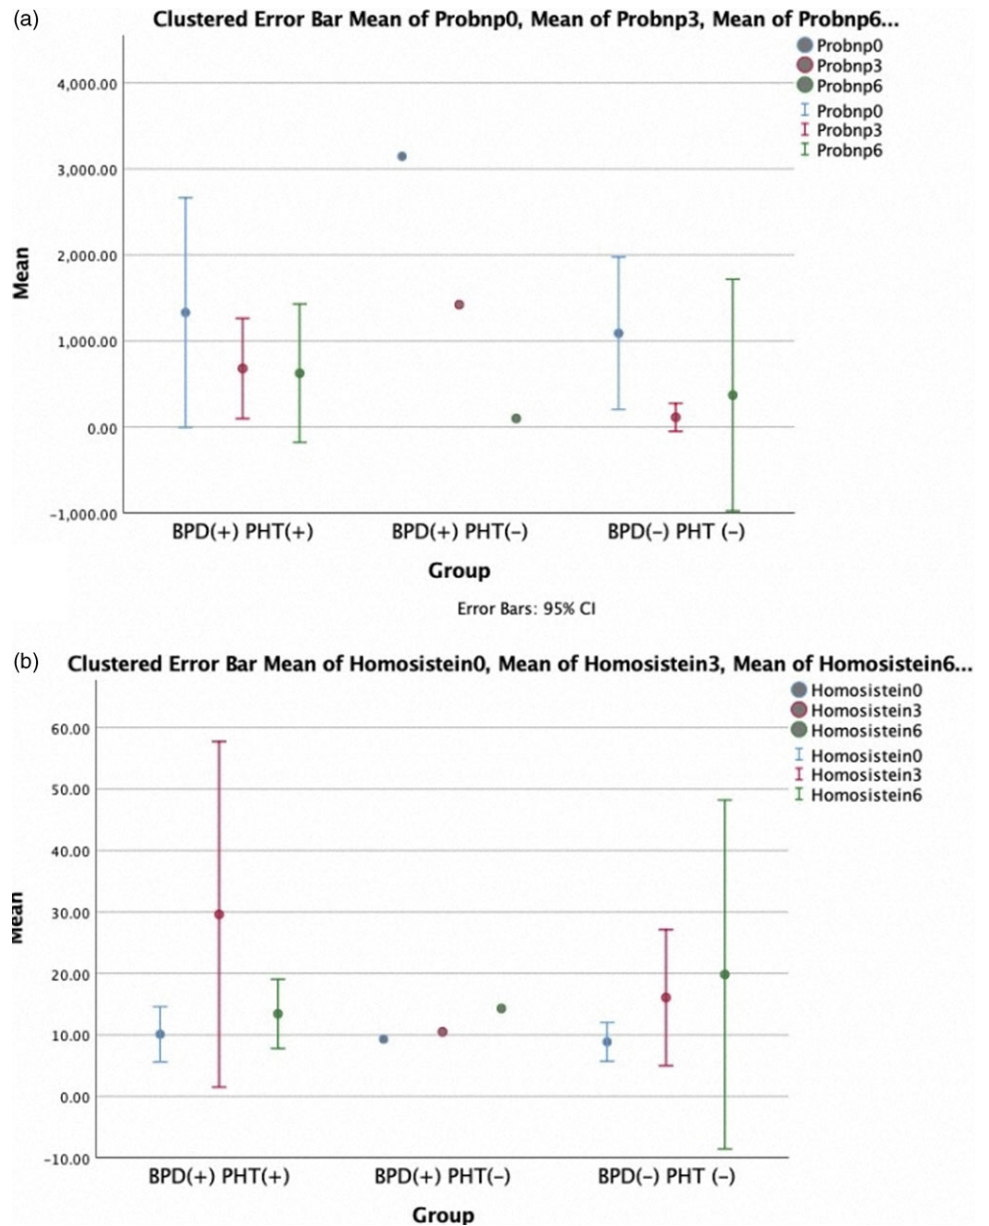 (a) Clustered Error Bar Mean of Probnp0, Mean of Probnp3, Mean of Probnp6...
Probnp0
Probnp3
Probnp6
Probnp0
Probnp3
Probnp6
4,000.00
3,000.00
2,000.00
1,000.00
0.00
−1,000.00
Mean
BPD(+) PHT(+) BPD(+) PHT(−) BPD(−) PHT (−)
Group
Error Bars: 95% CI
(b) Clustered Error Bar Mean of Homosistein0, Mean of Homosistein3, Mean of Homosistein6...
Homosistein0
Homosistein3
Homosistein6
Homosistein0
Homosistein3
Homosistein6
60.00
50.00
40.00
30.00
20.00
10.00
0.00
−10.00
Mean
BPD(+) PHT(+) BPD(+) PHT(−) BPD(−) PHT (−)
Group